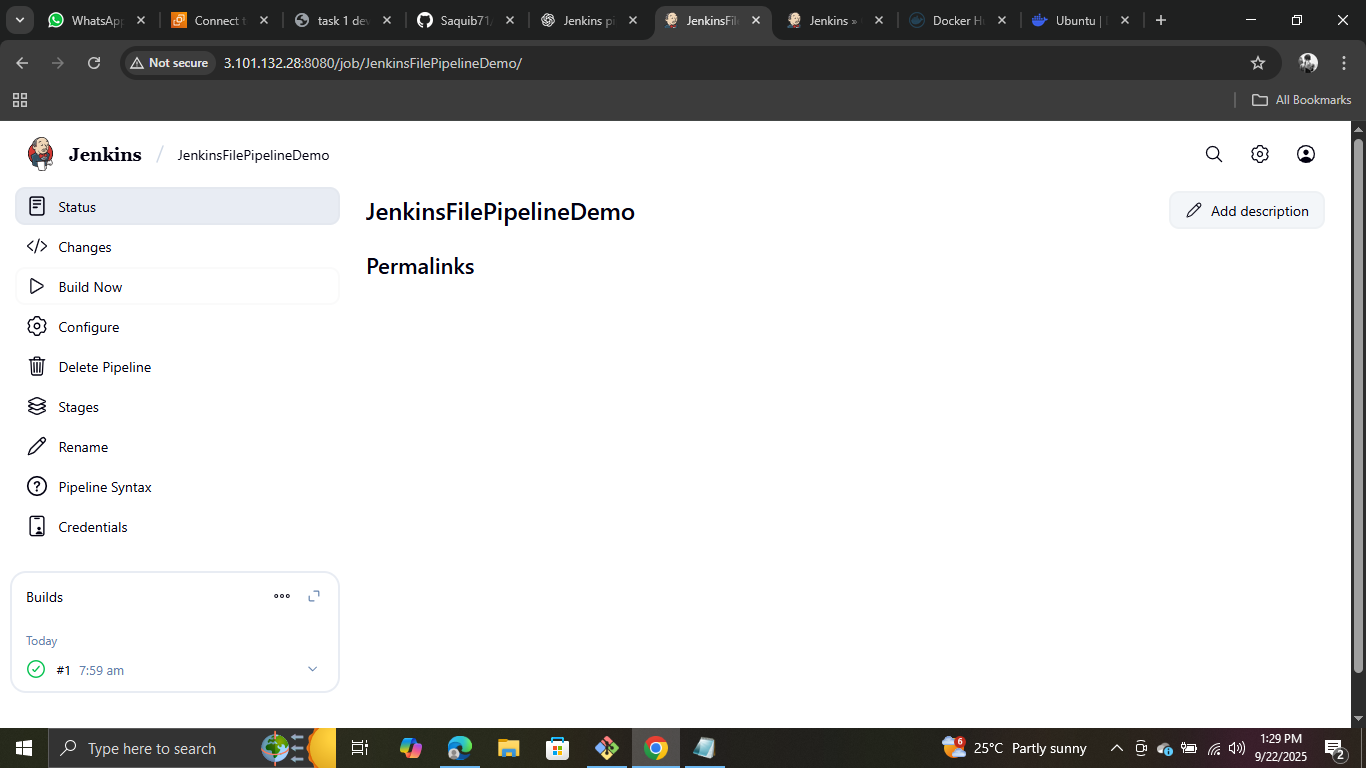 WhatsApp
Connect t
task 1 dev
Saquib71/
Jenkins pi
JenkinsFil
Jenkins »
Docker H
Ubuntu |
Not secure
3.101.132.28:8080/job/JenkinsFilePipelineDemo/
All Bookmarks
Jenkins / JenkinsFilePipelineDemo
Status
JenkinsFilePipelineDemo
Add description
Changes
Permalinks
Build Now
Configure
Delete Pipeline
Stages
Rename
Pipeline Syntax
Credentials
Builds
Today
#1 7:59 am
Type here to search
6
25°C Partly sunny
1:29 PM
9/22/2025
2